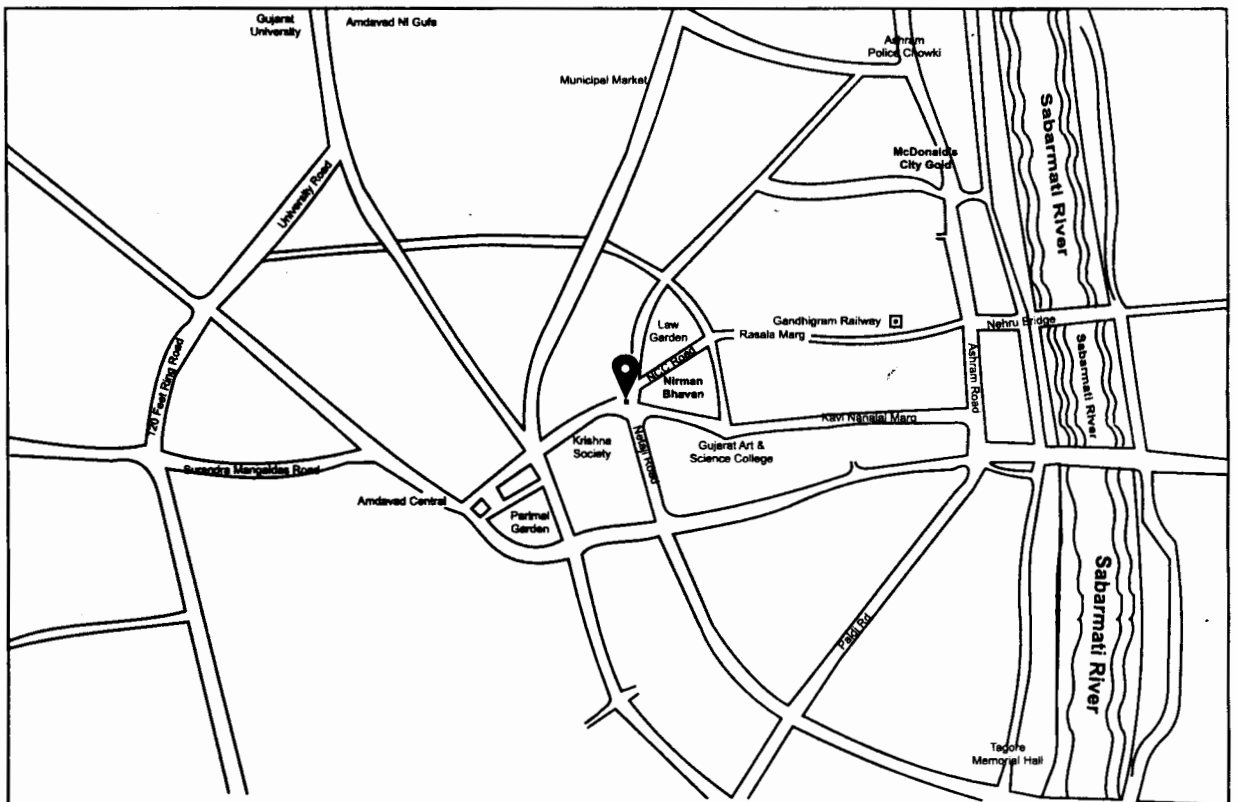 Gujarat
University
Amdavad Ni Gufa
Ashram
Police Chowki
Municipal Market
Sabarmati River
McDonald's
City Gold
University Road
Law
Garden
Gandhigram Railway
Rasala Marg
Nehru Bridge
Sabarmati River
120 Feet Ring Road
NCC Road
Nirman
Bhavan
Ashram Road
Kavi Nanalal Marg
Krishna
Society
Netaji Road
Gujarat Art &
Science College
Surendra Mangaldas Road
Amdavad Central
Parimal
Garden
Sabarmati River
Paldi Rd
Tagore
Memorial Hall